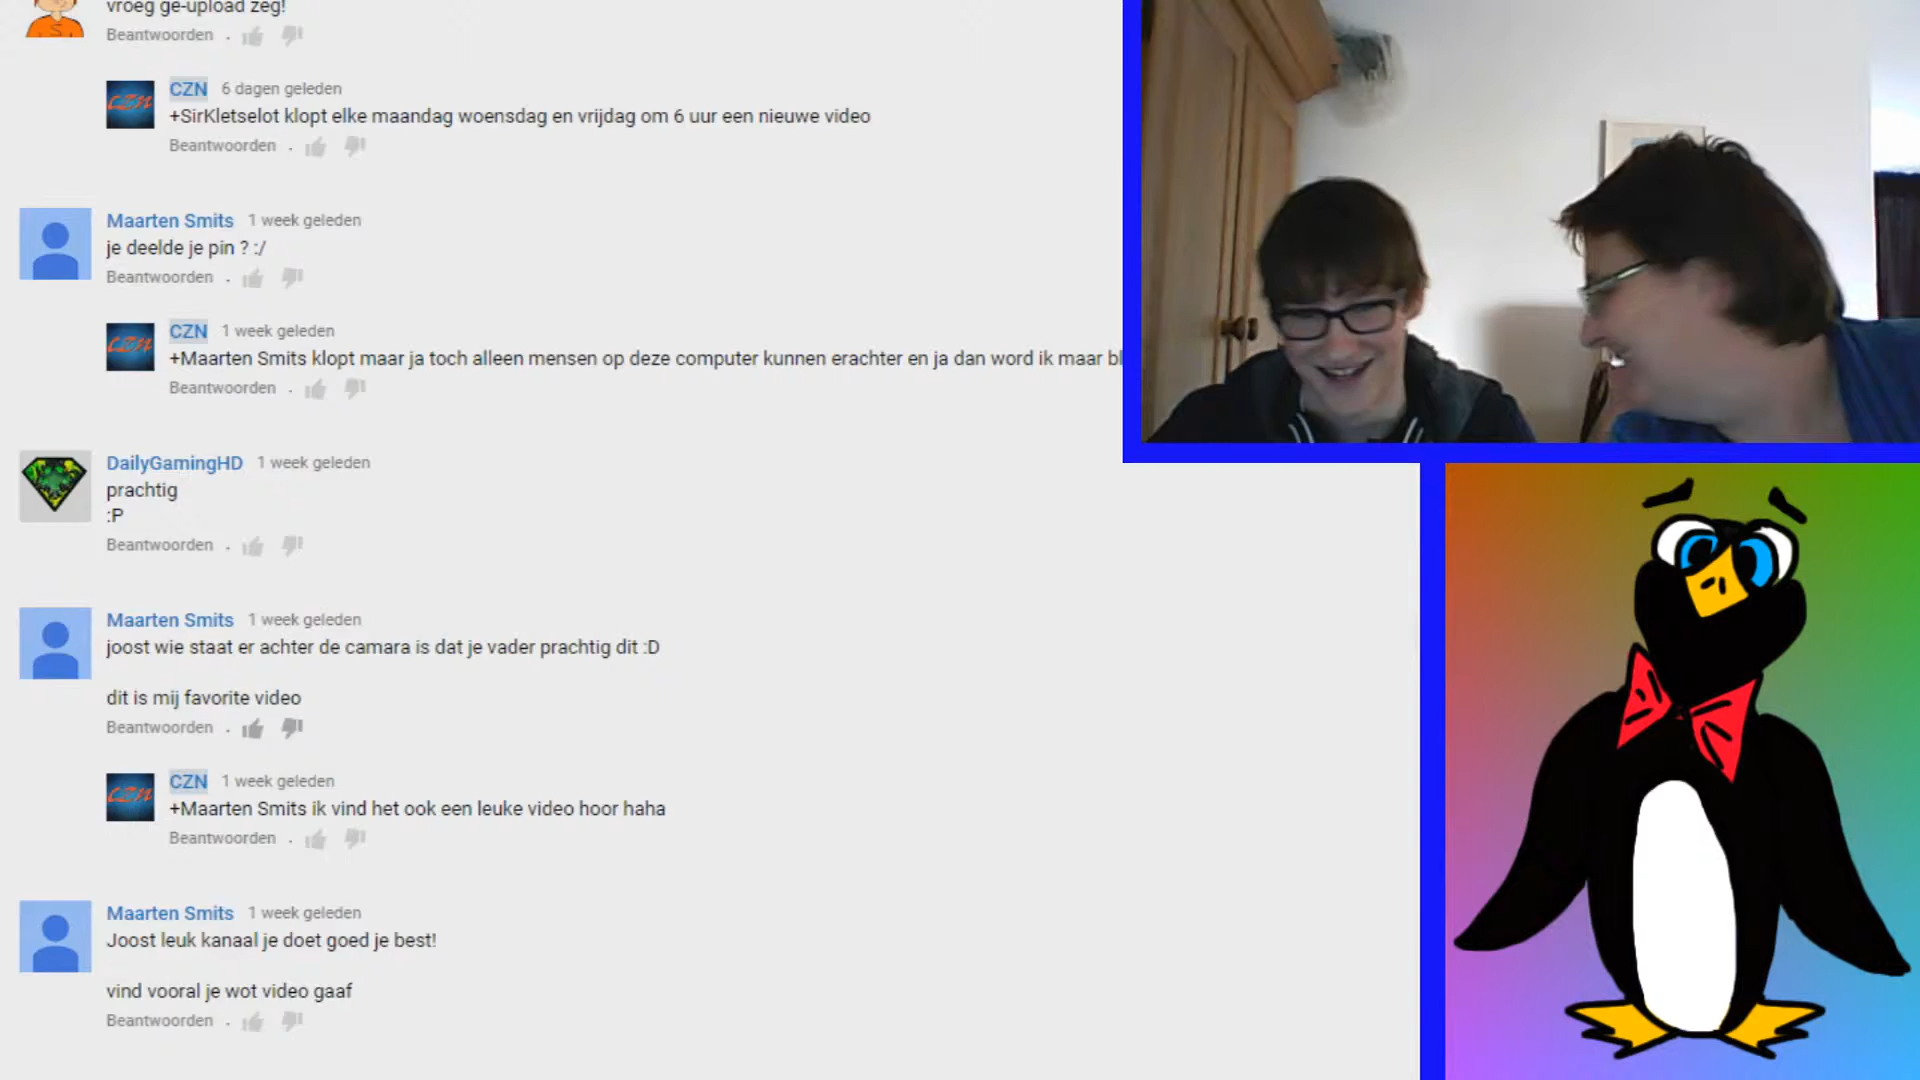 vroeg ge-upload zeg!
Beantwoorden .
CZN 6 dagen geleden
+SirKletselot klopt elke maandag woensdag en vrijdag om 6 uur een nieuwe video
Beantwoorden .
Maarten Smits 1 week geleden
je deelde je pin ? :/
Beantwoorden .
CZN 1 week geleden
+Maarten Smits klopt maar ja toch alleen mensen op deze computer kunnen erachter en ja dan word ik maar bl
Beantwoorden .
DailyGamingHD 1 week geleden
prachtig
:P
Beantwoorden .
Maarten Smits 1 week geleden
joost wie staat er achter de camara is dat je vader prachtig dit :D
dit is mij favorite video
Beantwoorden .
CZN 1 week geleden
+Maarten Smits ik vind het ook een leuke video hoor haha
Beantwoorden .
Maarten Smits 1 week geleden
Joost leuk kanaal je doet goed je best!
vind vooral je wot video gaaf
Beantwoorden .